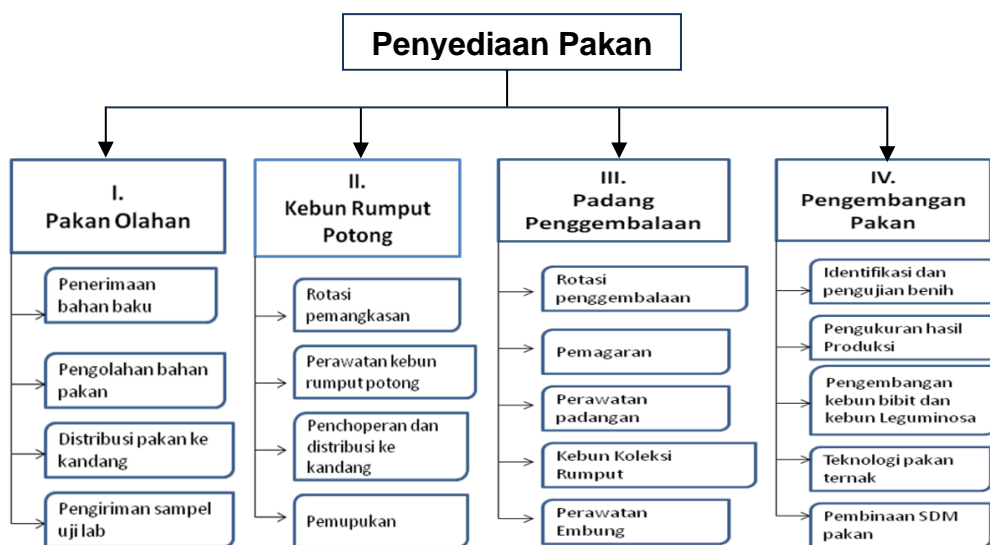 Penyediaan Pakan
I.
Pakan Olahan
Penerimaan
bahan baku
Pengolahan bahan
pakan
Distribusi pakan ke
kandang
Pengiriman sampel
uji lab
II.
Kebun Rumput
Potong
Rotasi
pemangkasan
Perawatan kebun
rumput potong
Penchoperan dan
distribusi ke
kandang
Pemupukan
III.
Padang
Penggembalaan
Rotasi
penggembalaan
Pemagaran
Perawatan
padangan
Kebun Koleksi
Rumput
Perawatan
Embung
IV.
Pengembangan
Pakan
Identifikasi dan
pengujian benih
Pengukuran hasil
Produksi
Pengembangan
kebun bibit dan
kebun Leguminosa
Teknologi pakan
ternak
Pembinaan SDM
pakan